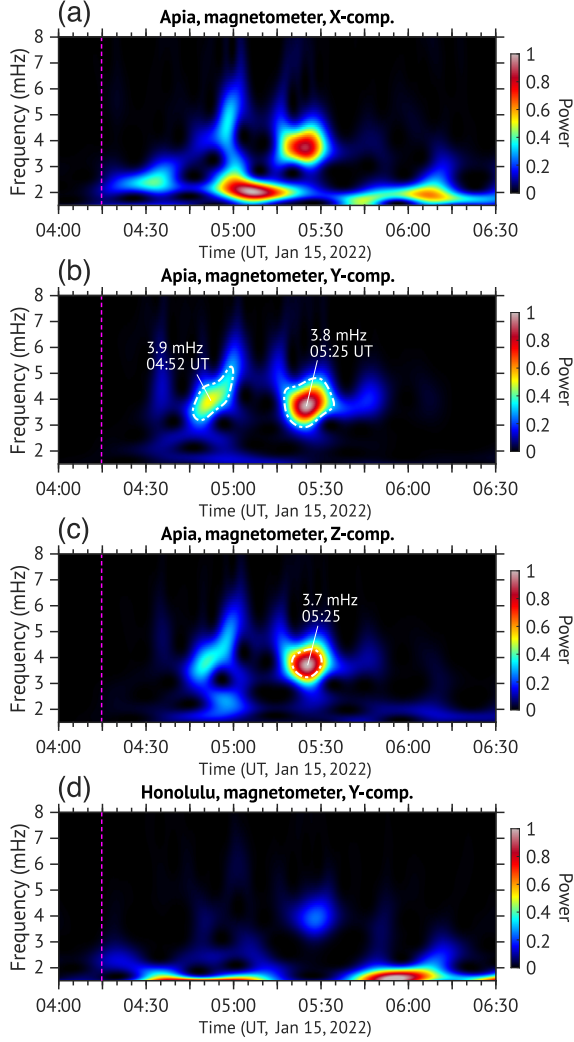 (a) Apia, magnetometer, X-comp.
8
7
6
5
4
3
2
Frequency (mHz)
1
0.8
0.6
0.4
0.2
0
Power
04:00 04:30 05:00 05:30 06:00 06:30
Time (UT, Jan 15, 2022)
(b) Apia, magnetometer, Y-comp.
8
7
6
5
4
3
2
Frequency (mHz)
3.9 mHz
04:52 UT
3.8 mHz
05:25 UT
1
0.8
0.6
0.4
0.2
0
Power
04:00 04:30 05:00 05:30 06:00 06:30
Time (UT, Jan 15, 2022)
(c) Apia, magnetometer, Z-comp.
8
7
6
5
4
3
2
Frequency (mHz)
3.7 mHz
05:25
1
0.8
0.6
0.4
0.2
0
Power
04:00 04:30 05:00 05:30 06:00 06:30
Time (UT, Jan 15, 2022)
(d) Honolulu, magnetometer, Y-comp.
8
7
6
5
4
3
2
Frequency (mHz)
1
0.8
0.6
0.4
0.2
0
Power
04:00 04:30 05:00 05:30 06:00 06:30
Time (UT, Jan 15, 2022)